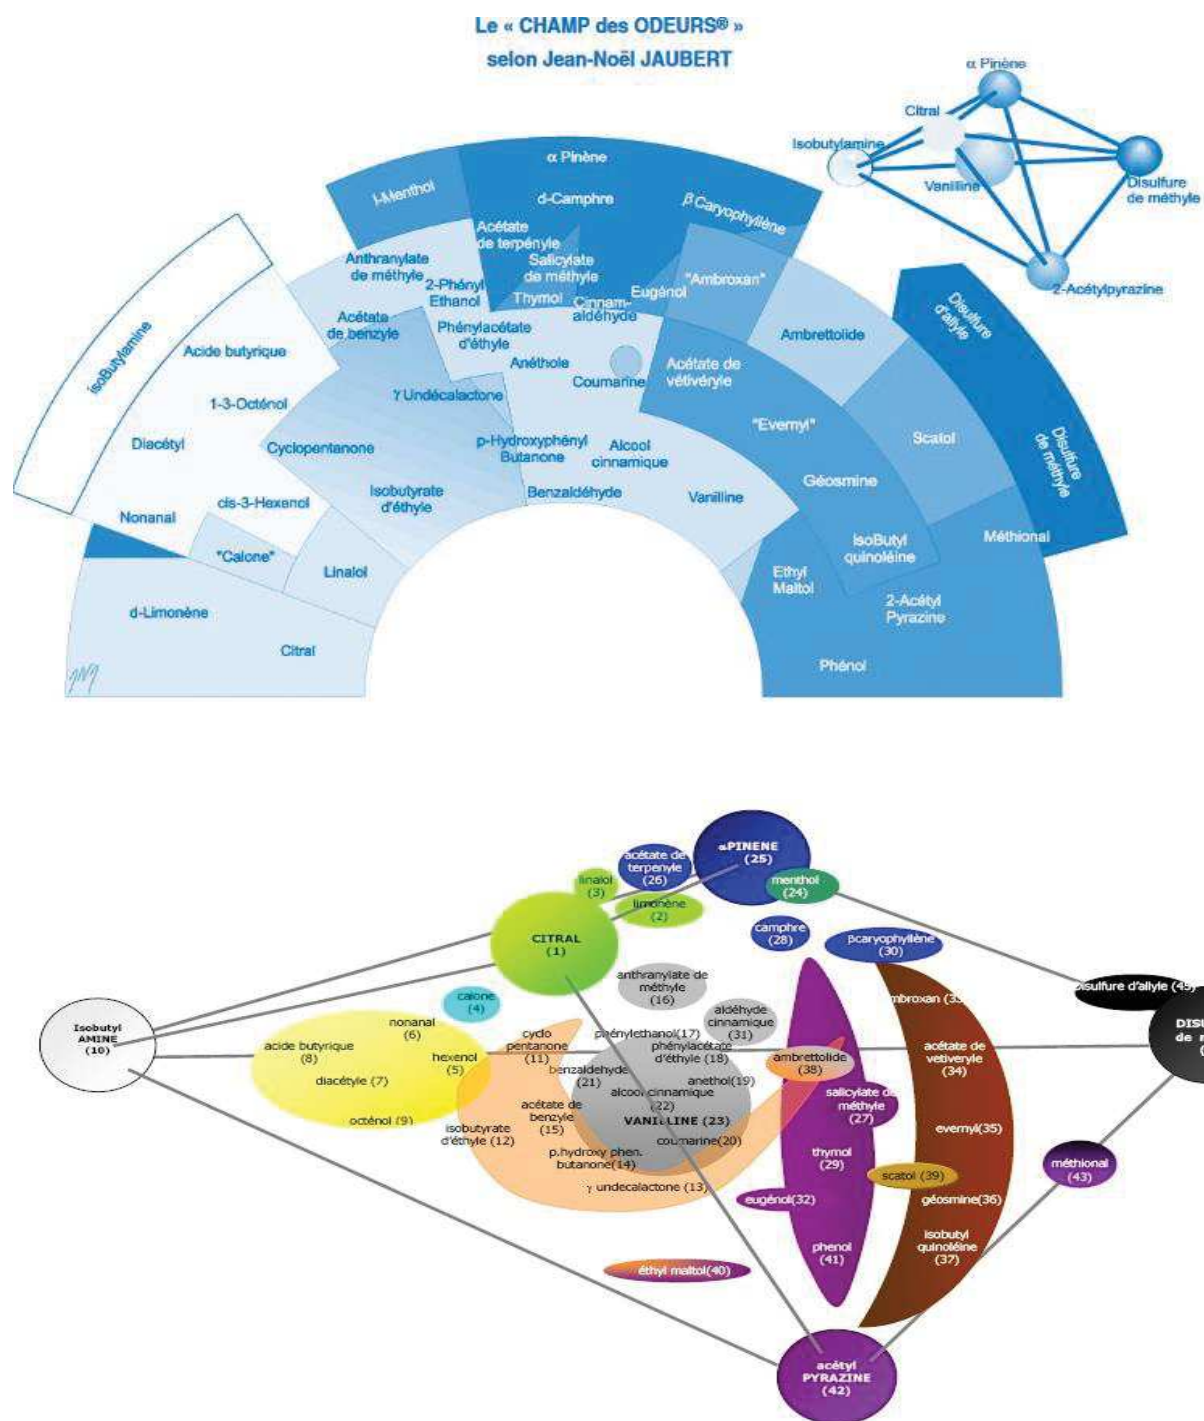 Le « CHAMP des ODEURS® »
selon Jean-Noël JAUBERT
α Pinène
Citral
Isobutylamine
Vanilline
Disulfure
de méthyle
2-Acétylpyrazine
l-Menthol
α Pinène
d-Camphre
β Caryophyllène
Acétate
de terpényle
Anthranylate
de méthyle
Salicylate
de méthyle
2-Phényl
Ethanol
Thymol
Cinnam-
aldéhyde
Eugénol
"Ambroxan"
Disulfure
d'allyle
isoButylamine
Acétate
de benzyle
Phénylacétate
d'éthyle
Ambrettolide
Acide butyrique
Anéthole
Coumarine
Acétate de
vétivéryle
1-3-Octénol
γ Undécalactone
"Evernyl"
Scatol
Disulfure
de méthyle
Diacétyl
Cyclopentanone
p-Hydroxyphényl
Butanone
Alcool
cinnamique
Géosmine
Isobutyrate
d'éthyle
Benzaldéhyde
Vanilline
cis-3-Hexenol
Nonanal
IsoButyl
quinoléine
Méthional
"Calone"
Linalol
Ethyl
Maltol
2-Acétyl
Pyrazine
d-Limonène
Citral
Phénol
αPINENE
(25)
acétate de
terpenyle
(26)
linalol
(3)
menthol
(24)
limonène
(2)
CITRAL
(1)
camphre
(28)
βcaryophyllène
(30)
anthranylate de
méthyle
(16)
disulfure d'allyle (45)
calone
(4)
aldéhyde
cinnamique
(31)
Isobutyl
AMINE
(10)
nonanal
(6)
cyclo
pentanone
(11)
phénylethanol(17)
phénylacétate
d'éthyle (18)
acide butyrique
(8)
hexenol
(5)
ambrettolide
(38)
acétate de
vetiveryle
(34)
benzaldehyde
(21)
diacétyle (7)
anethol(19)
alcool cinnamique
(22)
salicylate de
méthyle
(27)
octénol (9)
acétate de
benzyle
(15)
isobutyrate
d'éthyle (12)
VANILLINE (23)
coumarine(20)
evernyl(35)
p.hydroxy phen.
butanone(14)
thymol
(29)
scatol (39)
méthional
(43)
γ undecalactone (13)
eugénol(32)
géosmine(36)
phenol
(41)
isobutyl
quinoléine
(37)
éthyl maltol(40)
acétyl
PYRAZINE
(42)